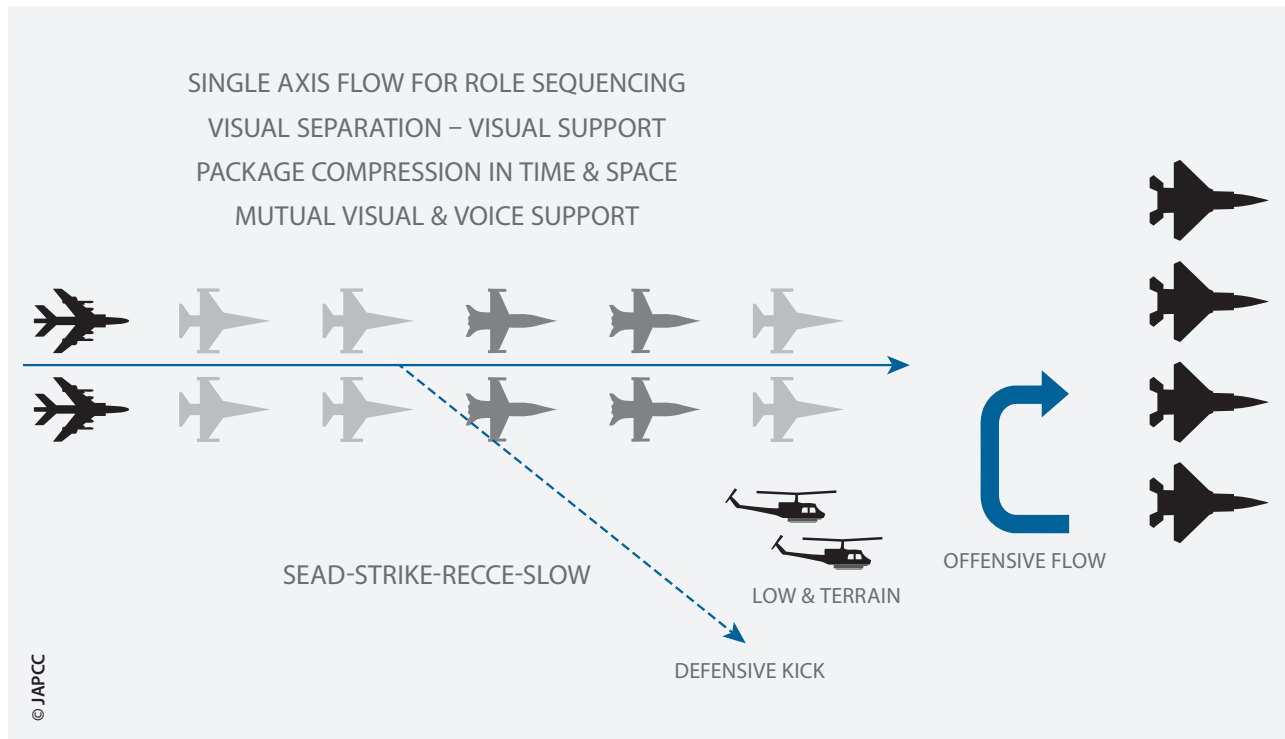 SINGLE AXIS FLOW FOR ROLE SEQUENCING
VISUAL SEPARATION – VISUAL SUPPORT
PACKAGE COMPRESSION IN TIME & SPACE
MUTUAL VISUAL & VOICE SUPPORT
OFFENSIVE FLOW
SEAD-STRIKE-RECCE-SLOW
LOW & TERRAIN
DEFENSIVE KICK
© JAPCC